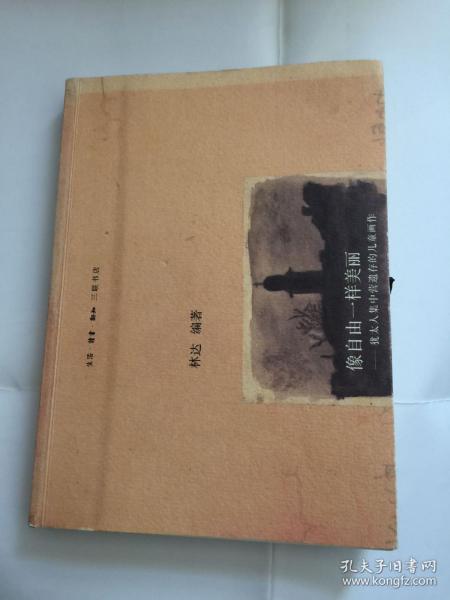 像自由一样美丽
——犹太人集中营遗存的儿童画作
林达 编著
生活·读书·新知 三联书店
孔夫子旧书网
www.kongfz.com